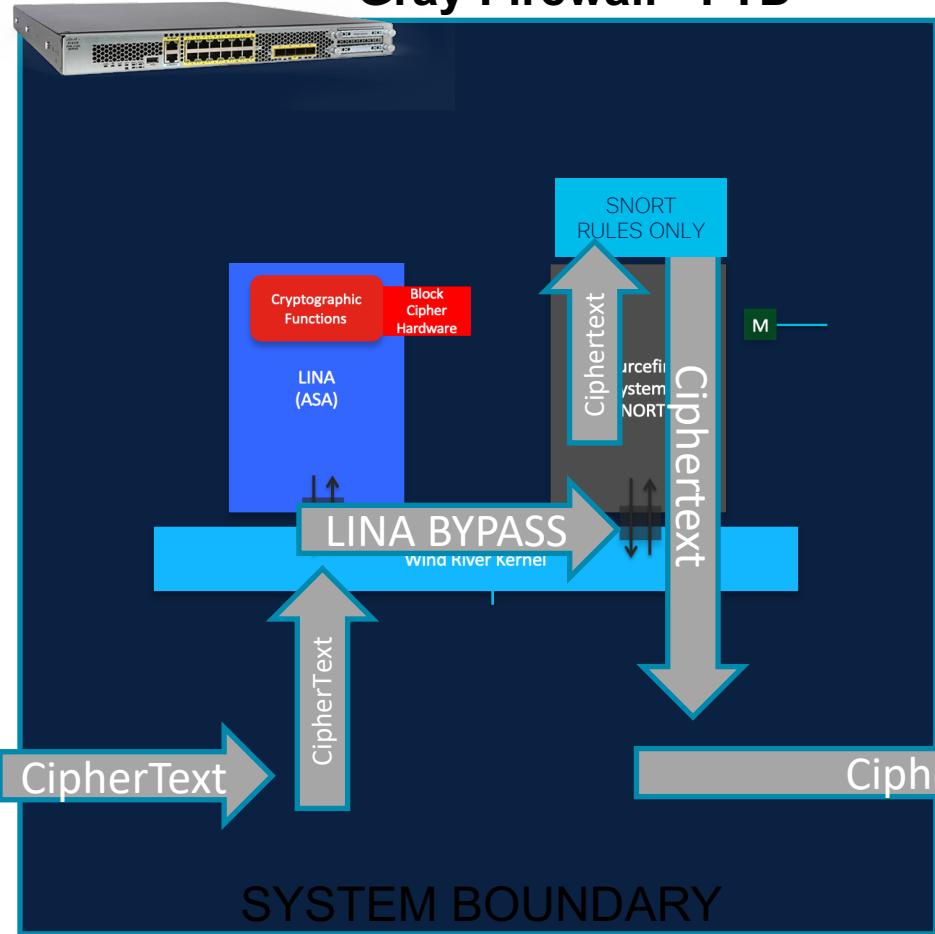 SNORT
RULES ONLY
Cryptographic
Functions
Block
Cipher
Hardware
LINA
(ASA)
Ciphertext
Ciphertext
M
LINA BYPASS
Wind River Kernel
CipherText
CipherText
SYSTEM BOUNDARY